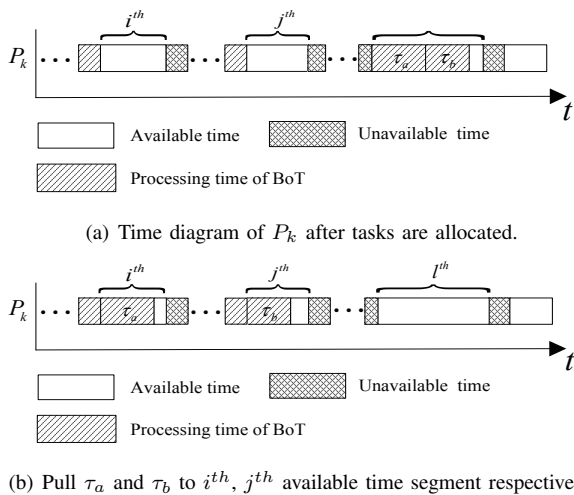 i^{th} j^{th}
P_k ••• ••• ••• τ_a τ_b
t
Available time Unavailable time
Processing time of BoT
(a) Time diagram of P_k after tasks are allocated.
i^{th} j^{th} l^{th}
P_k ••• τ_a ••• τ_b •••
t
Available time Unavailable time
Processing time of BoT
(b) Pull τ_a and τ_b to i^{th}, j^{th} available time segment respective